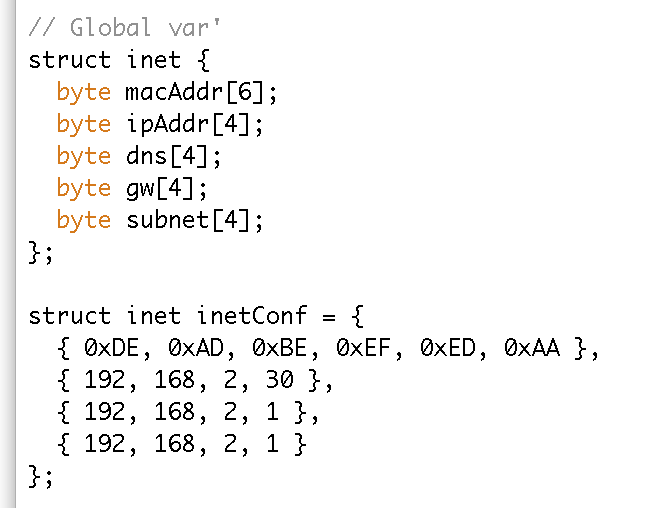 // Global var'
struct inet {
  byte macAddr[6];
  byte ipAddr[4];
  byte dns[4];
  byte gw[4];
  byte subnet[4];
};

struct inet inetConf = {
  { 0xDE, 0xAD, 0xBE, 0xEF, 0xED, 0xAA },
  { 192, 168, 2, 30 },
  { 192, 168, 2, 1 },
  { 192, 168, 2, 1 }
};